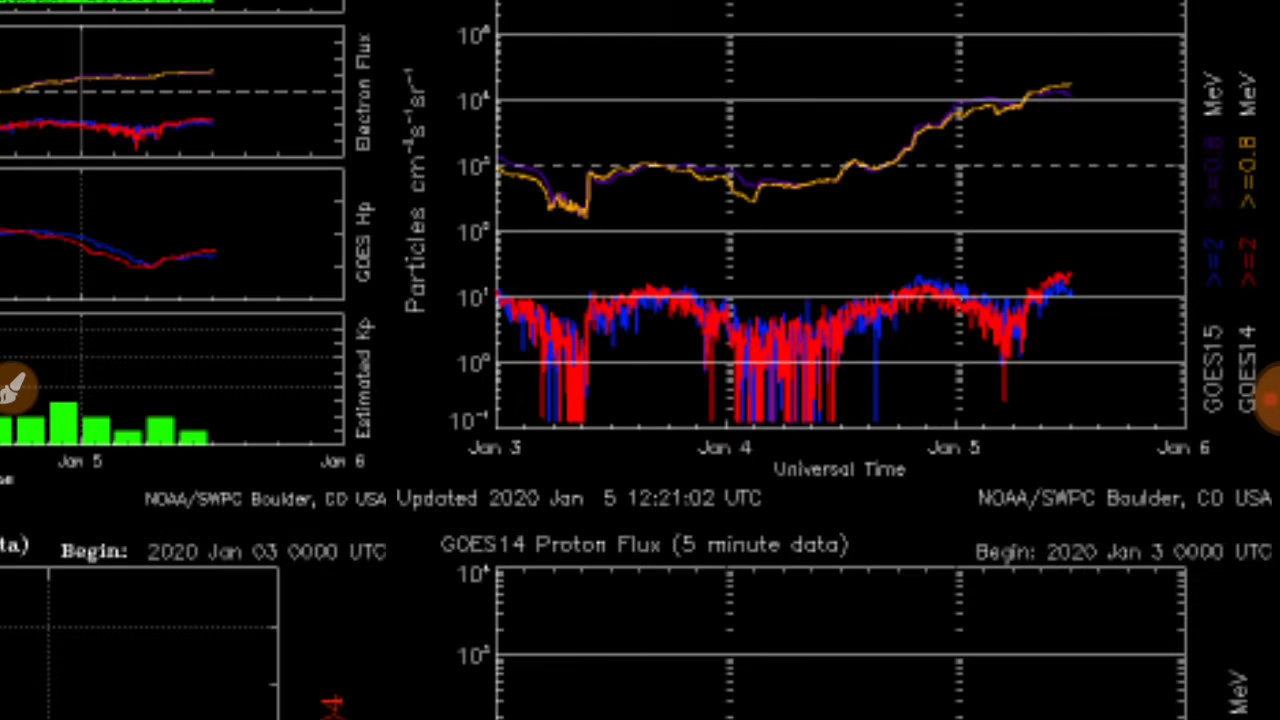 Electron Flux
GOES Hp
Estimated Kp
Jan 5
Jan 6
NOAA/SWPC Boulder, CO USA
Particles cm⁻²s⁻¹sr⁻¹
10⁴
10³
10²
10¹
10⁰
10⁻¹
Jan 3
Jan 4
Jan 5
Jan 6
Universal Time
>=0.8 MeV
>=0.8 MeV
>=2
>=2
GOES15
GOES14
Updated 2020 Jan 5 12:21:02 UTC
NOAA/SWPC Boulder, CO USA
Begin: 2020 Jan 03 0000 UTC
GOES14 Proton Flux (5 minute data)
Begin: 2020 Jan 3 0000 UTC
10⁴
MeV